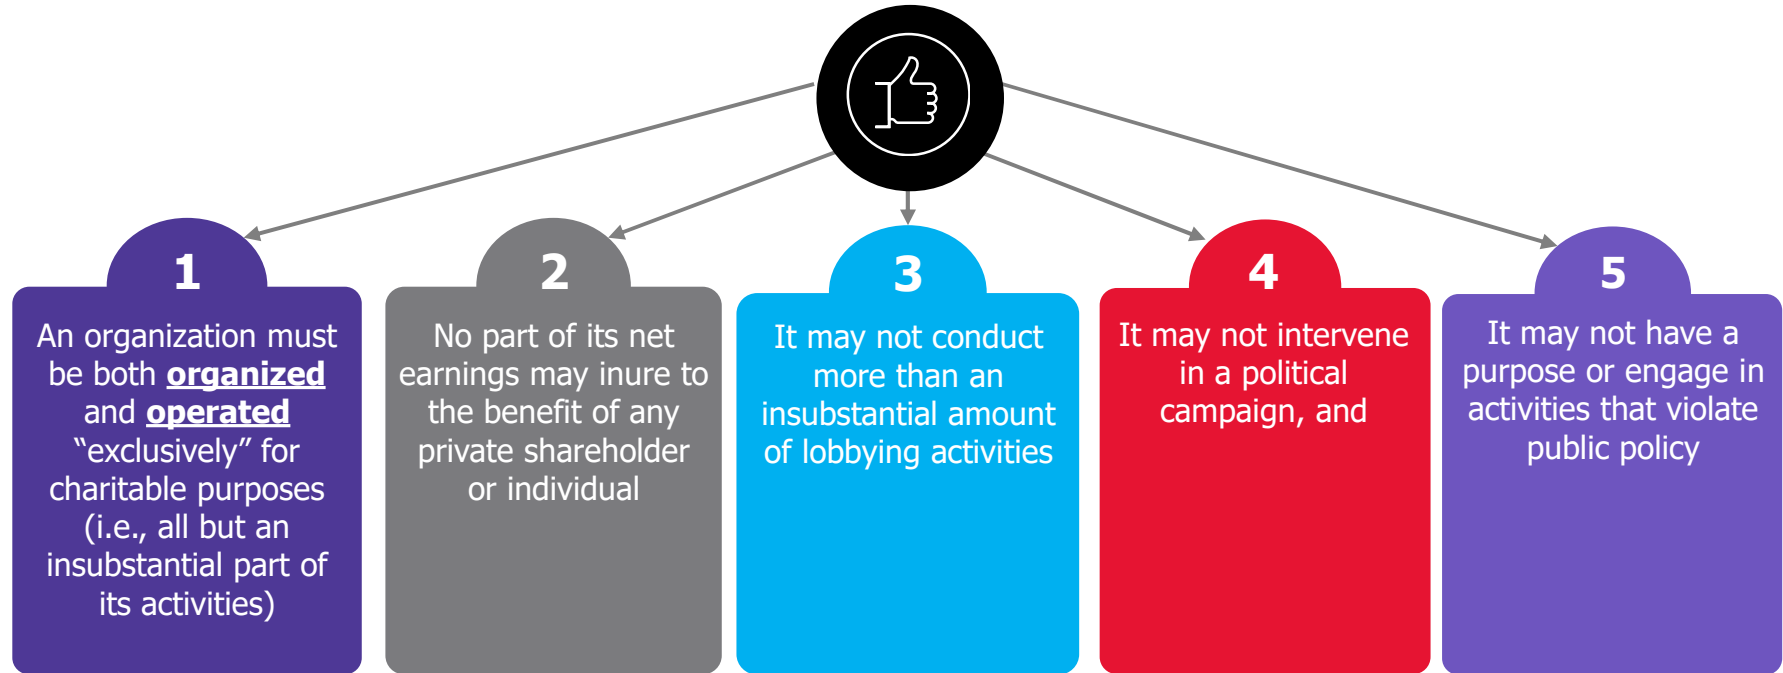 1
An organization must
be both organized
and operated
“exclusively” for
charitable purposes
(i.e., all but an
insubstantial part of
its activities)
2
No part of its net
earnings may inure to
the benefit of any
private shareholder
or individual
3
It may not conduct
more than an
insubstantial amount
of lobbying activities
4
It may not intervene
in a political
campaign, and
5
It may not have a
purpose or engage in
activities that violate
public policy